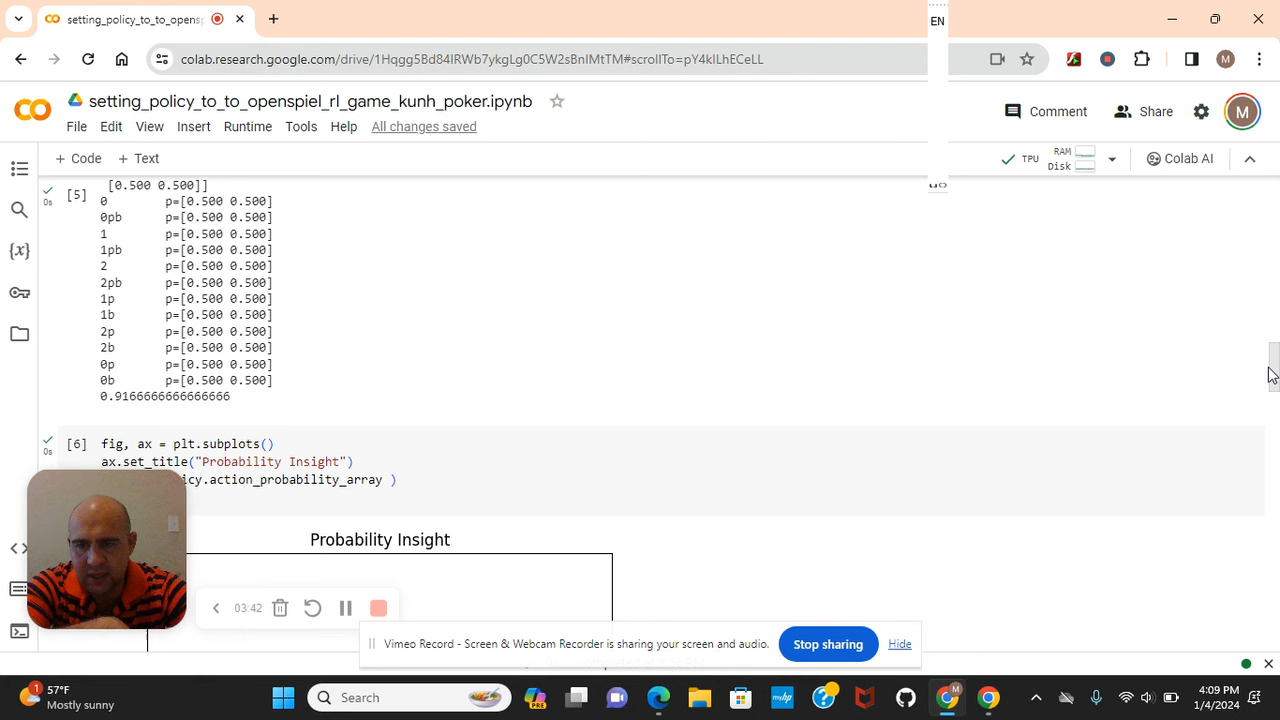 setting_policy_to_to_opensp
EN
colab.research.google.com/drive/1Hqgg5Bd84IRWb7ykgLg0C5W2sBnIMtTM#scrollTo=pY4kILhECeLL
M
CO
setting_policy_to_to_openspiel_rl_game_kunh_poker.ipynb
Comment
Share
M
File Edit View Insert Runtime Tools Help All changes saved
+ Code + Text
TPU
RAM
Disk
Colab AI
[0.500 0.500]]
[5]
0s
0 p=[0.500 0.500]
0pb p=[0.500 0.500]
1 p=[0.500 0.500]
1pb p=[0.500 0.500]
2 p=[0.500 0.500]
2pb p=[0.500 0.500]
1p p=[0.500 0.500]
1b p=[0.500 0.500]
2p p=[0.500 0.500]
2b p=[0.500 0.500]
0p p=[0.500 0.500]
0b p=[0.500 0.500]
0.9166666666666666
[6] fig, ax = plt.subplots()
0s
ax.set_title("Probability Insight")
icy.action_probability_array )
Probability Insight
03:42
Vimeo Record - Screen & Webcam Recorder is sharing your screen and audio.
Stop sharing
Hide
1
57°F
Mostly sunny
Search
PRE
myhp
M
4:09 PM
1/4/2024